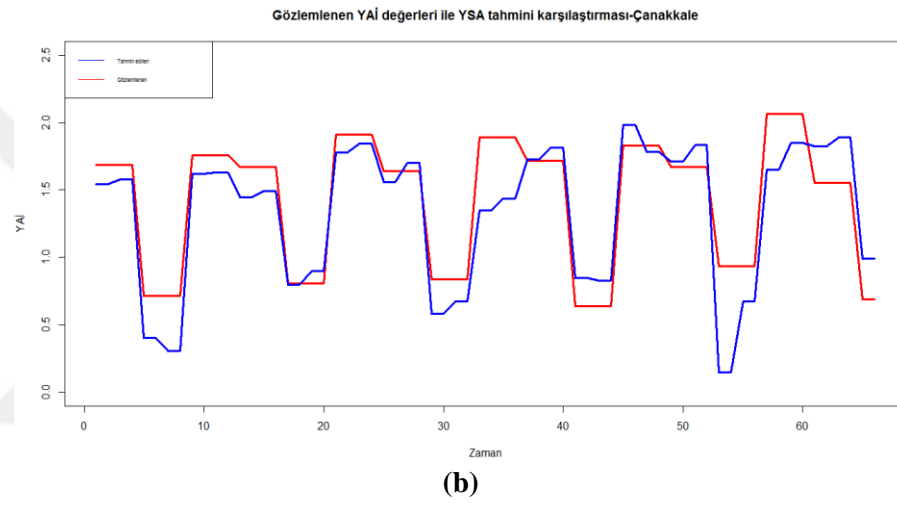 Gözlemlenen YAİ değerleri ile YSA tahmini karşılaştırması-Çanakkale
Tahmin edilen
Gözlemlenen
2.5
2.0
1.5
1.0
0.5
0.0
YAİ
0 10 20 30 40 50 60
Zaman
(b)